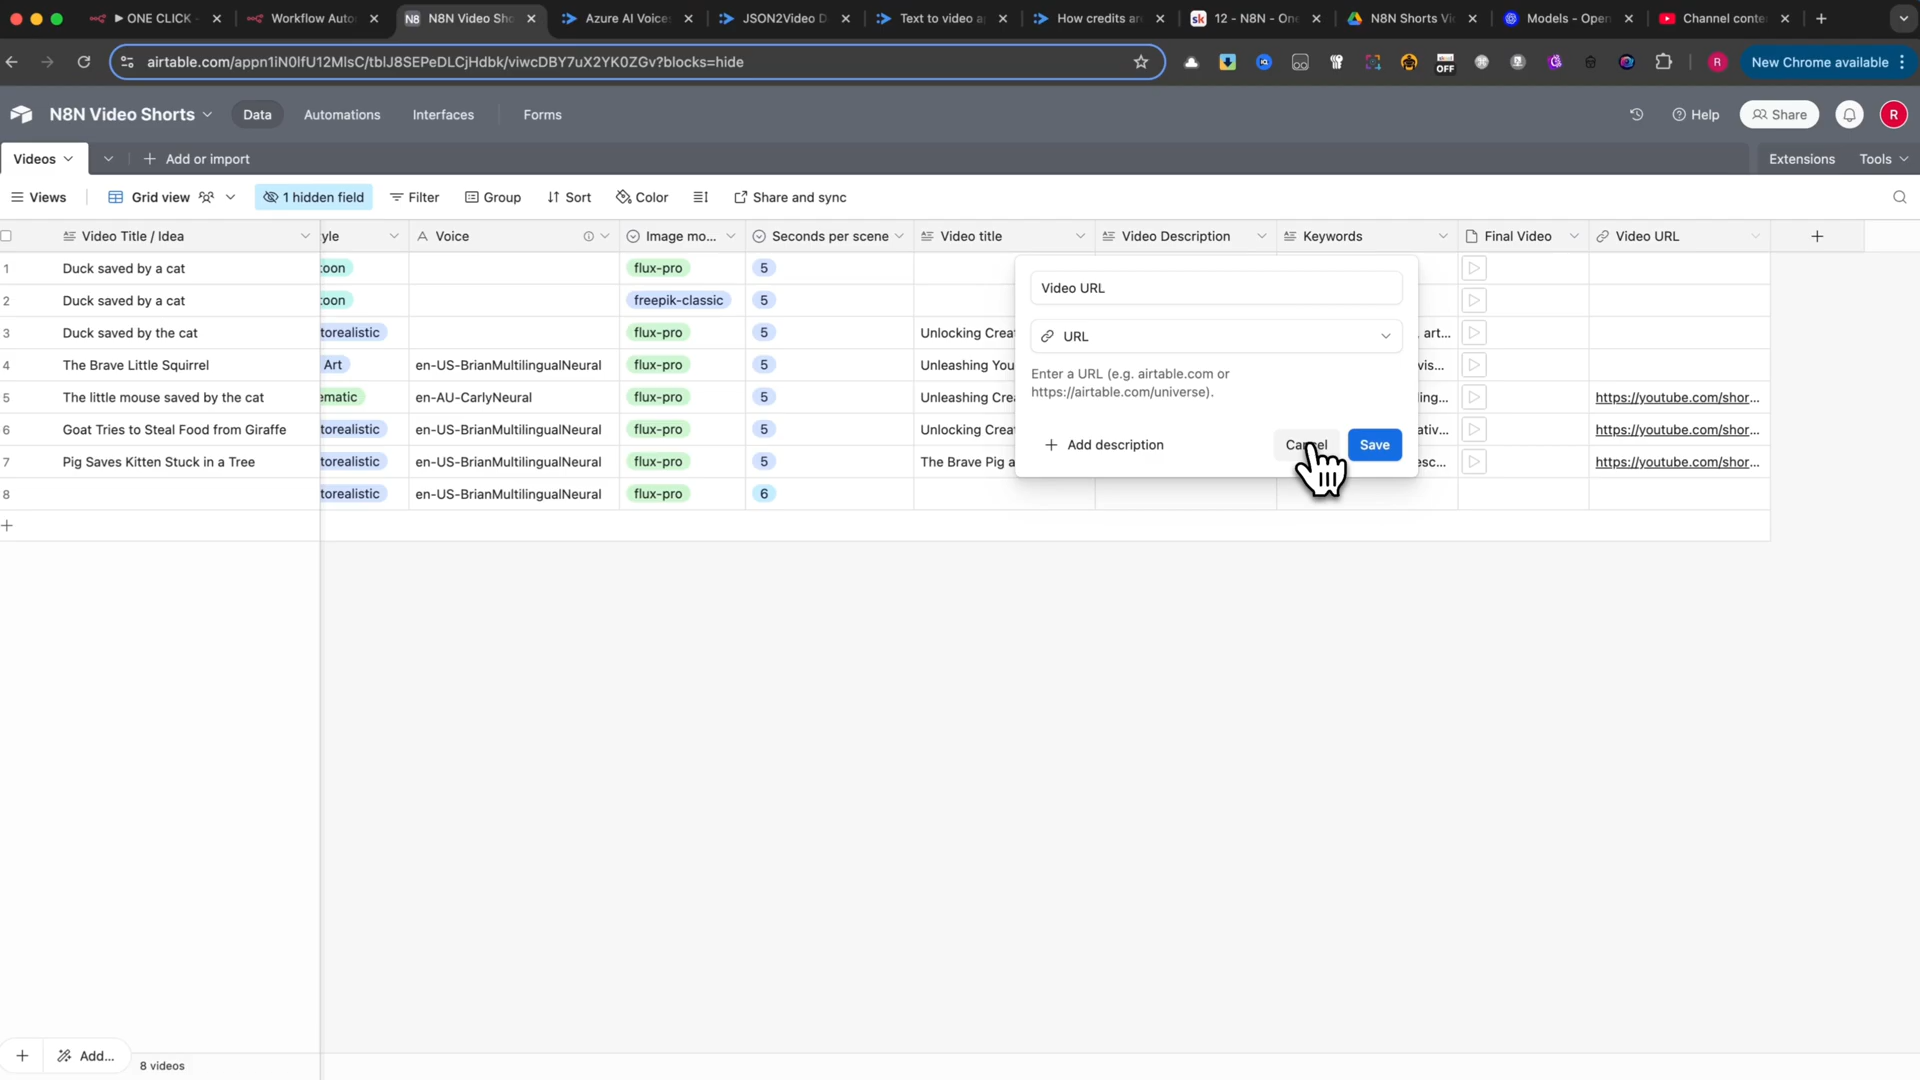 ► ONE CLICK -
Workflow Auto
N8N Video Sho
Azure AI Voice
JSON2Video D
Text to video a
How credits ar
12 - N8N - On
N8N Shorts Vi
Models - Open
Channel conte
airtable.com/appn1iN0lfU12MlsC/tblJ8SEPeDLCjHdbk/viwcDBY7uX2YK0ZGv?blocks=hide
OFF
R
New Chrome available
N8N Video Shorts
Data
Automations
Interfaces
Forms
Help
Share
R
Videos
Add or import
Extensions
Tools
Views
Grid view
1 hidden field
Filter
Group
Sort
Color
Share and sync
Video Title / Idea
yle
Voice
Image mo...
Seconds per scene
Video title
Video Description
Keywords
Final Video
Video URL
1 Duck saved by a cat toon flux-pro 5
2 Duck saved by a cat toon freepik-classic 5
3 Duck saved by the cat torealistic flux-pro 5 Unlocking Crea , art...
4 The Brave Little Squirrel Art en-US-BrianMultilingualNeural flux-pro 5 Unleashing You vis...
5 The little mouse saved by the cat ematic en-AU-CarlyNeural flux-pro 5 Unleashing Cre ing... https://youtube.com/shor...
6 Goat Tries to Steal Food from Giraffe torealistic en-US-BrianMultilingualNeural flux-pro 5 Unlocking Crea ativ... https://youtube.com/shor...
7 Pig Saves Kitten Stuck in a Tree torealistic en-US-BrianMultilingualNeural flux-pro 5 The Brave Pig a esc... https://youtube.com/shor...
8 torealistic en-US-BrianMultilingualNeural flux-pro 6
Video URL
URL
Enter a URL (e.g. airtable.com or
https://airtable.com/universe).
Add description
Cancel
Save
Add...
8 videos